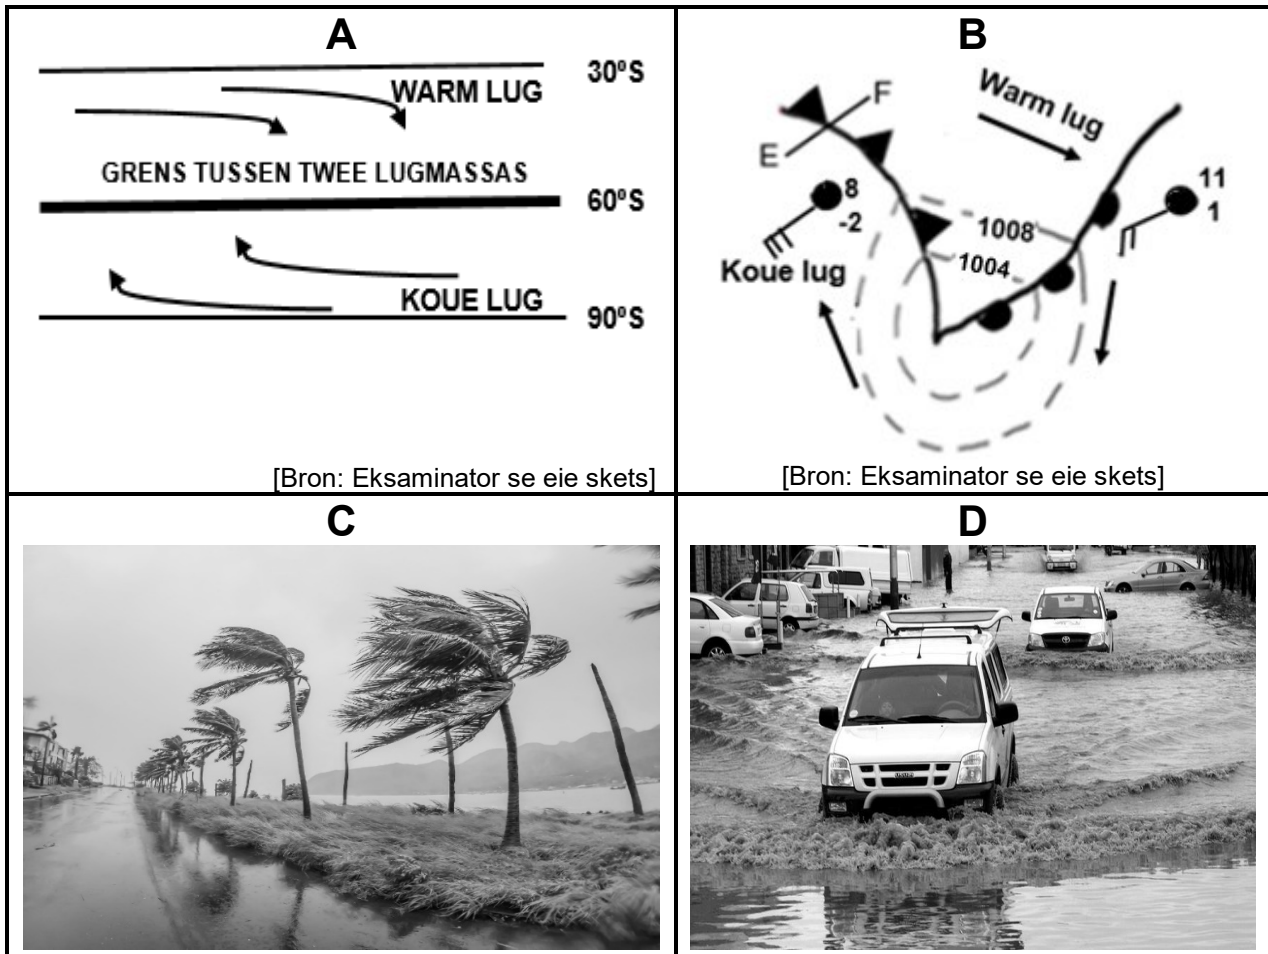 A
30ºS
WARM LUG
GRENS TUSSEN TWEE LUGMASSAS
60ºS
KOUE LUG
90ºS
[Bron: Eksaminator se eie skets]
B
F
E
Warm lug
8
-2
11
1
1008
1004
Koue lug
[Bron: Eksaminator se eie skets]
C
D